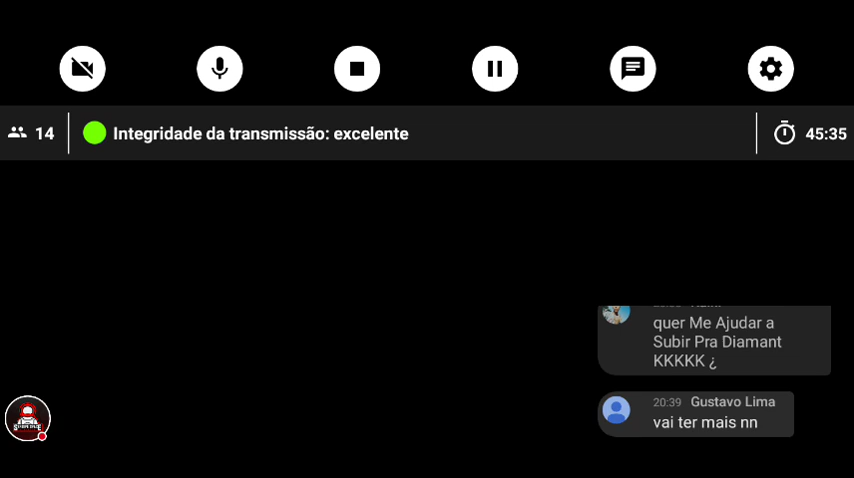 14
Integridade da transmissão: excelente
45:35
quer Me Ajudar a
Subir Pra Diamant
KKKKK ¿
20:39 Gustavo Lima
vai ter mais nn